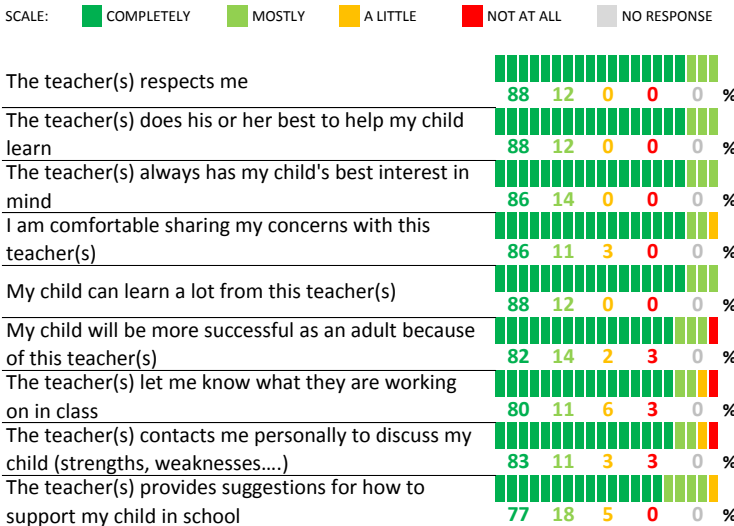 SCALE: COMPLETELY MOSTLY A LITTLE NOT AT ALL NO RESPONSE
The teacher(s) respects me
88 12 0 0 0 %
The teacher(s) does his or her best to help my child
learn
88 12 0 0 0 %
The teacher(s) always has my child's best interest in
mind
86 14 0 0 0 %
I am comfortable sharing my concerns with this
teacher(s)
86 11 3 0 0 %
My child can learn a lot from this teacher(s)
88 12 0 0 0 %
My child will be more successful as an adult because
of this teacher(s)
82 14 2 3 0 %
The teacher(s) let me know what they are working
on in class
80 11 6 3 0 %
The teacher(s) contacts me personally to discuss my
child (strengths, weaknesses....)
83 11 3 3 0 %
The teacher(s) provides suggestions for how to
support my child in school
77 18 5 0 0 %